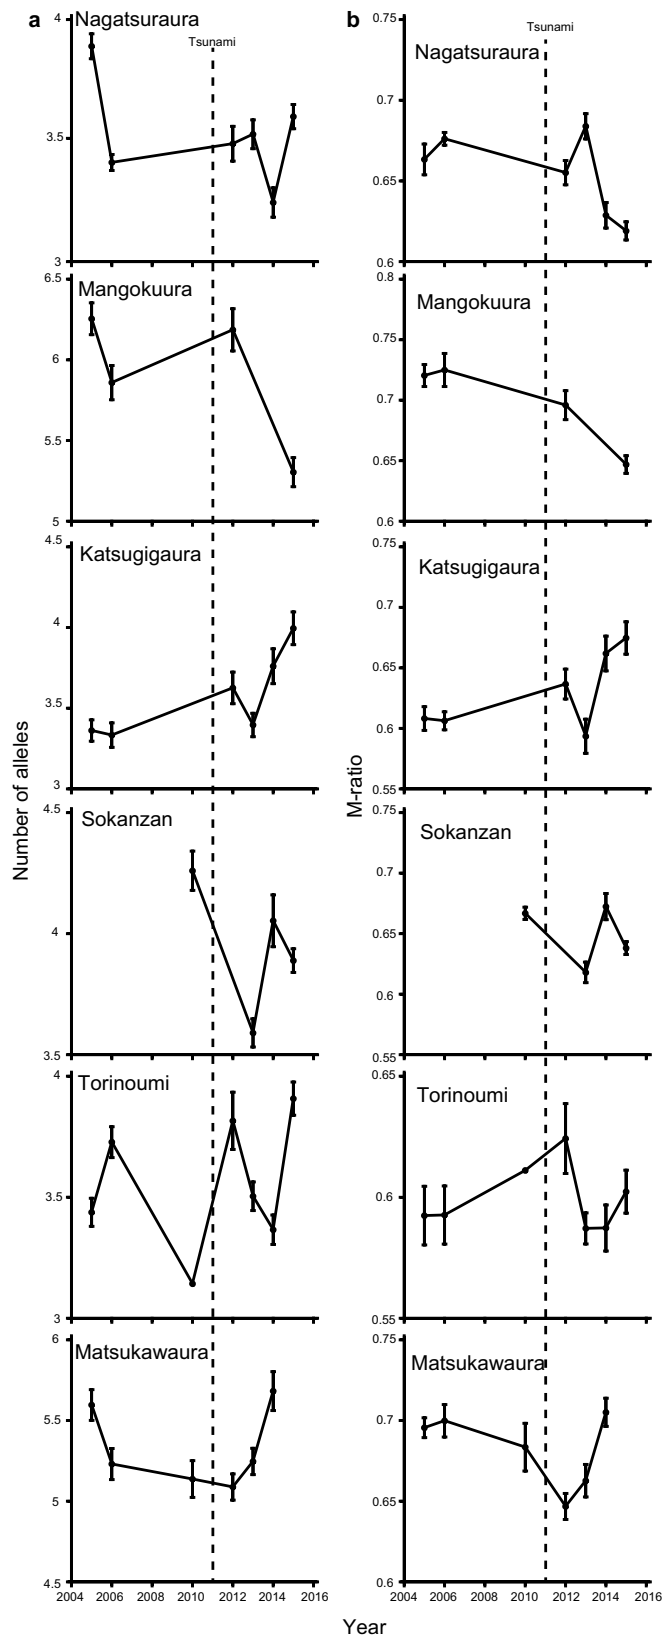 a
Nagatsuraura
Tsunami
4
3.5
3
Mangokuura
6.5
6
5.5
5
Katsugigaura
4.5
4
3.5
3
Sokanzan
4.5
4
3.5
Torinoumi
4
3.5
3
Matsukawaura
6
5.5
5
4.5
2004 2006 2008 2010 2012 2014 2016
Number of alleles
b
Tsunami
Nagatsuraura
0.75
0.7
0.65
0.6
Mangokuura
0.8
0.75
0.7
0.65
0.6
Katsugigaura
0.75
0.7
0.65
0.6
0.55
Sokanzan
0.75
0.7
0.65
0.6
0.55
Torinoumi
0.65
0.6
0.55
Matsukawaura
0.75
0.7
0.65
0.6
2004 2006 2008 2010 2012 2014 2016
M-ratio
Year